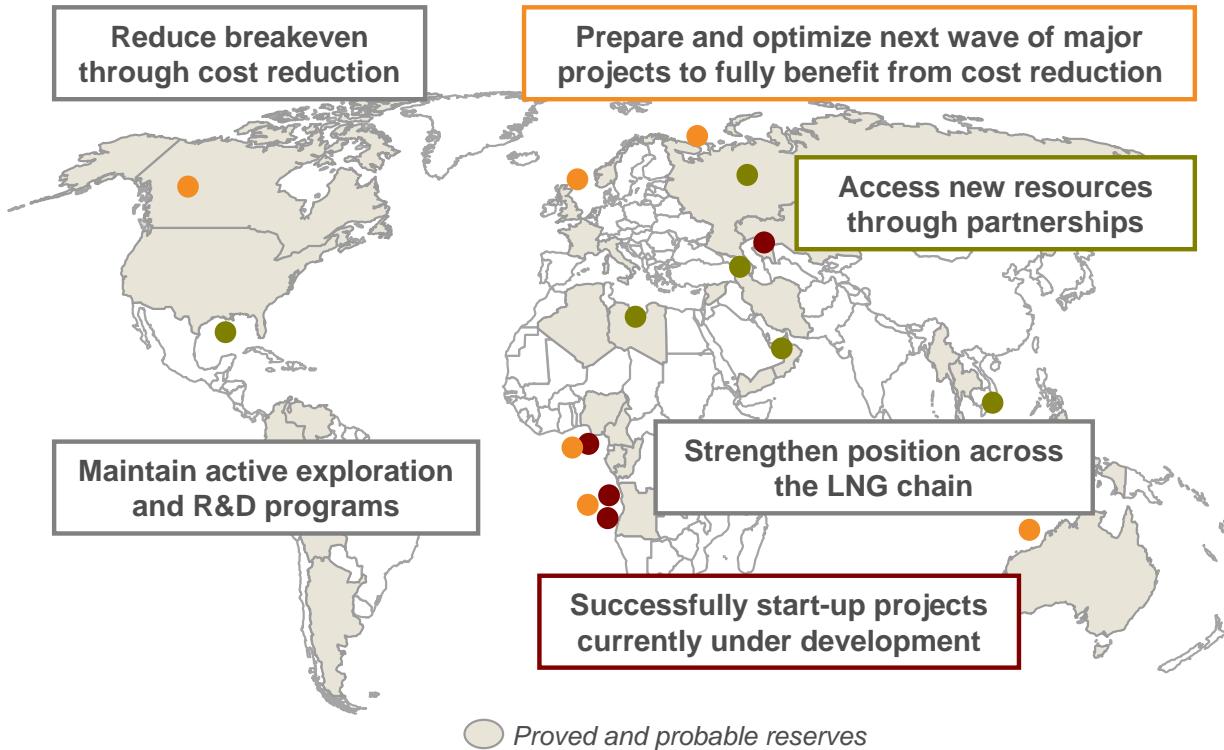 Reduce breakeven
through cost reduction
Prepare and optimize next wave of major
projects to fully benefit from cost reduction
Access new resources
through partnerships
Maintain active exploration
and R&D programs
Strengthen position across
the LNG chain
Successfully start-up projects
currently under development
Proved and probable reserves